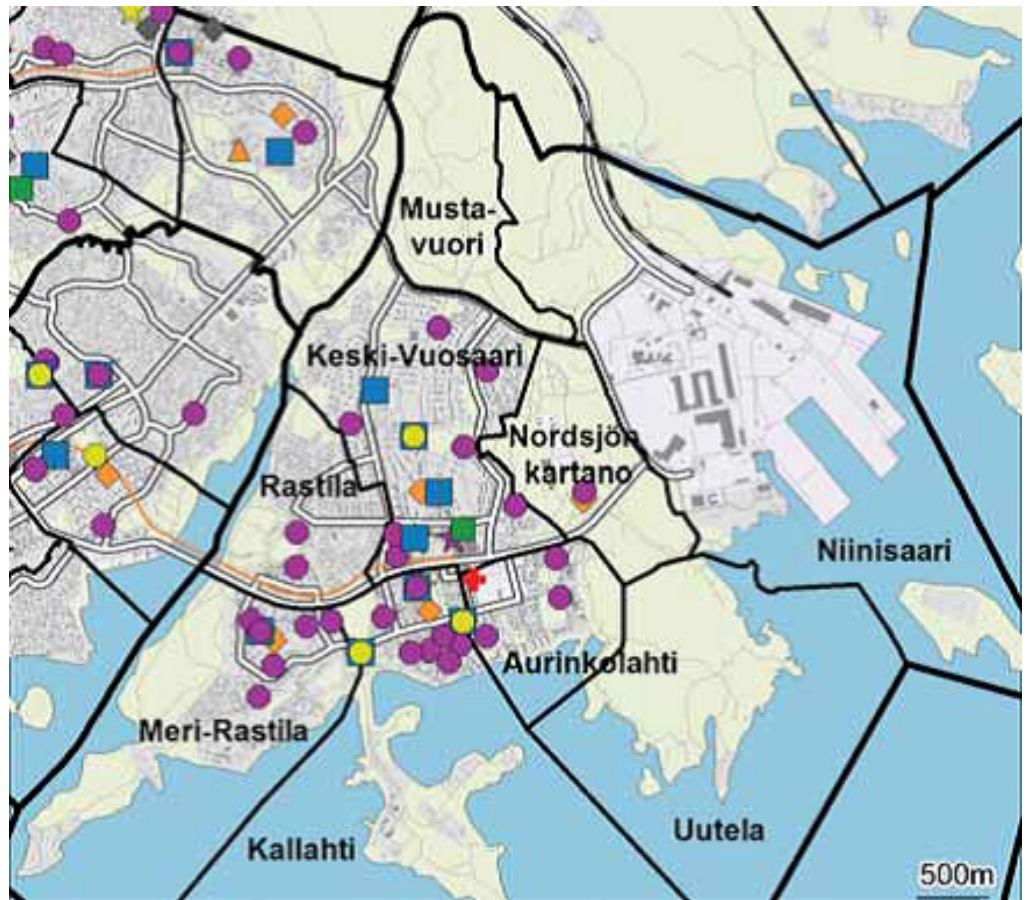 Musta-
vuori
Keski-Vuosaari
Nordsjön
kartano
Rastila
Niinisaari
Aurinkolahti
Meri-Rastila
Uutela
Kallahti
500m